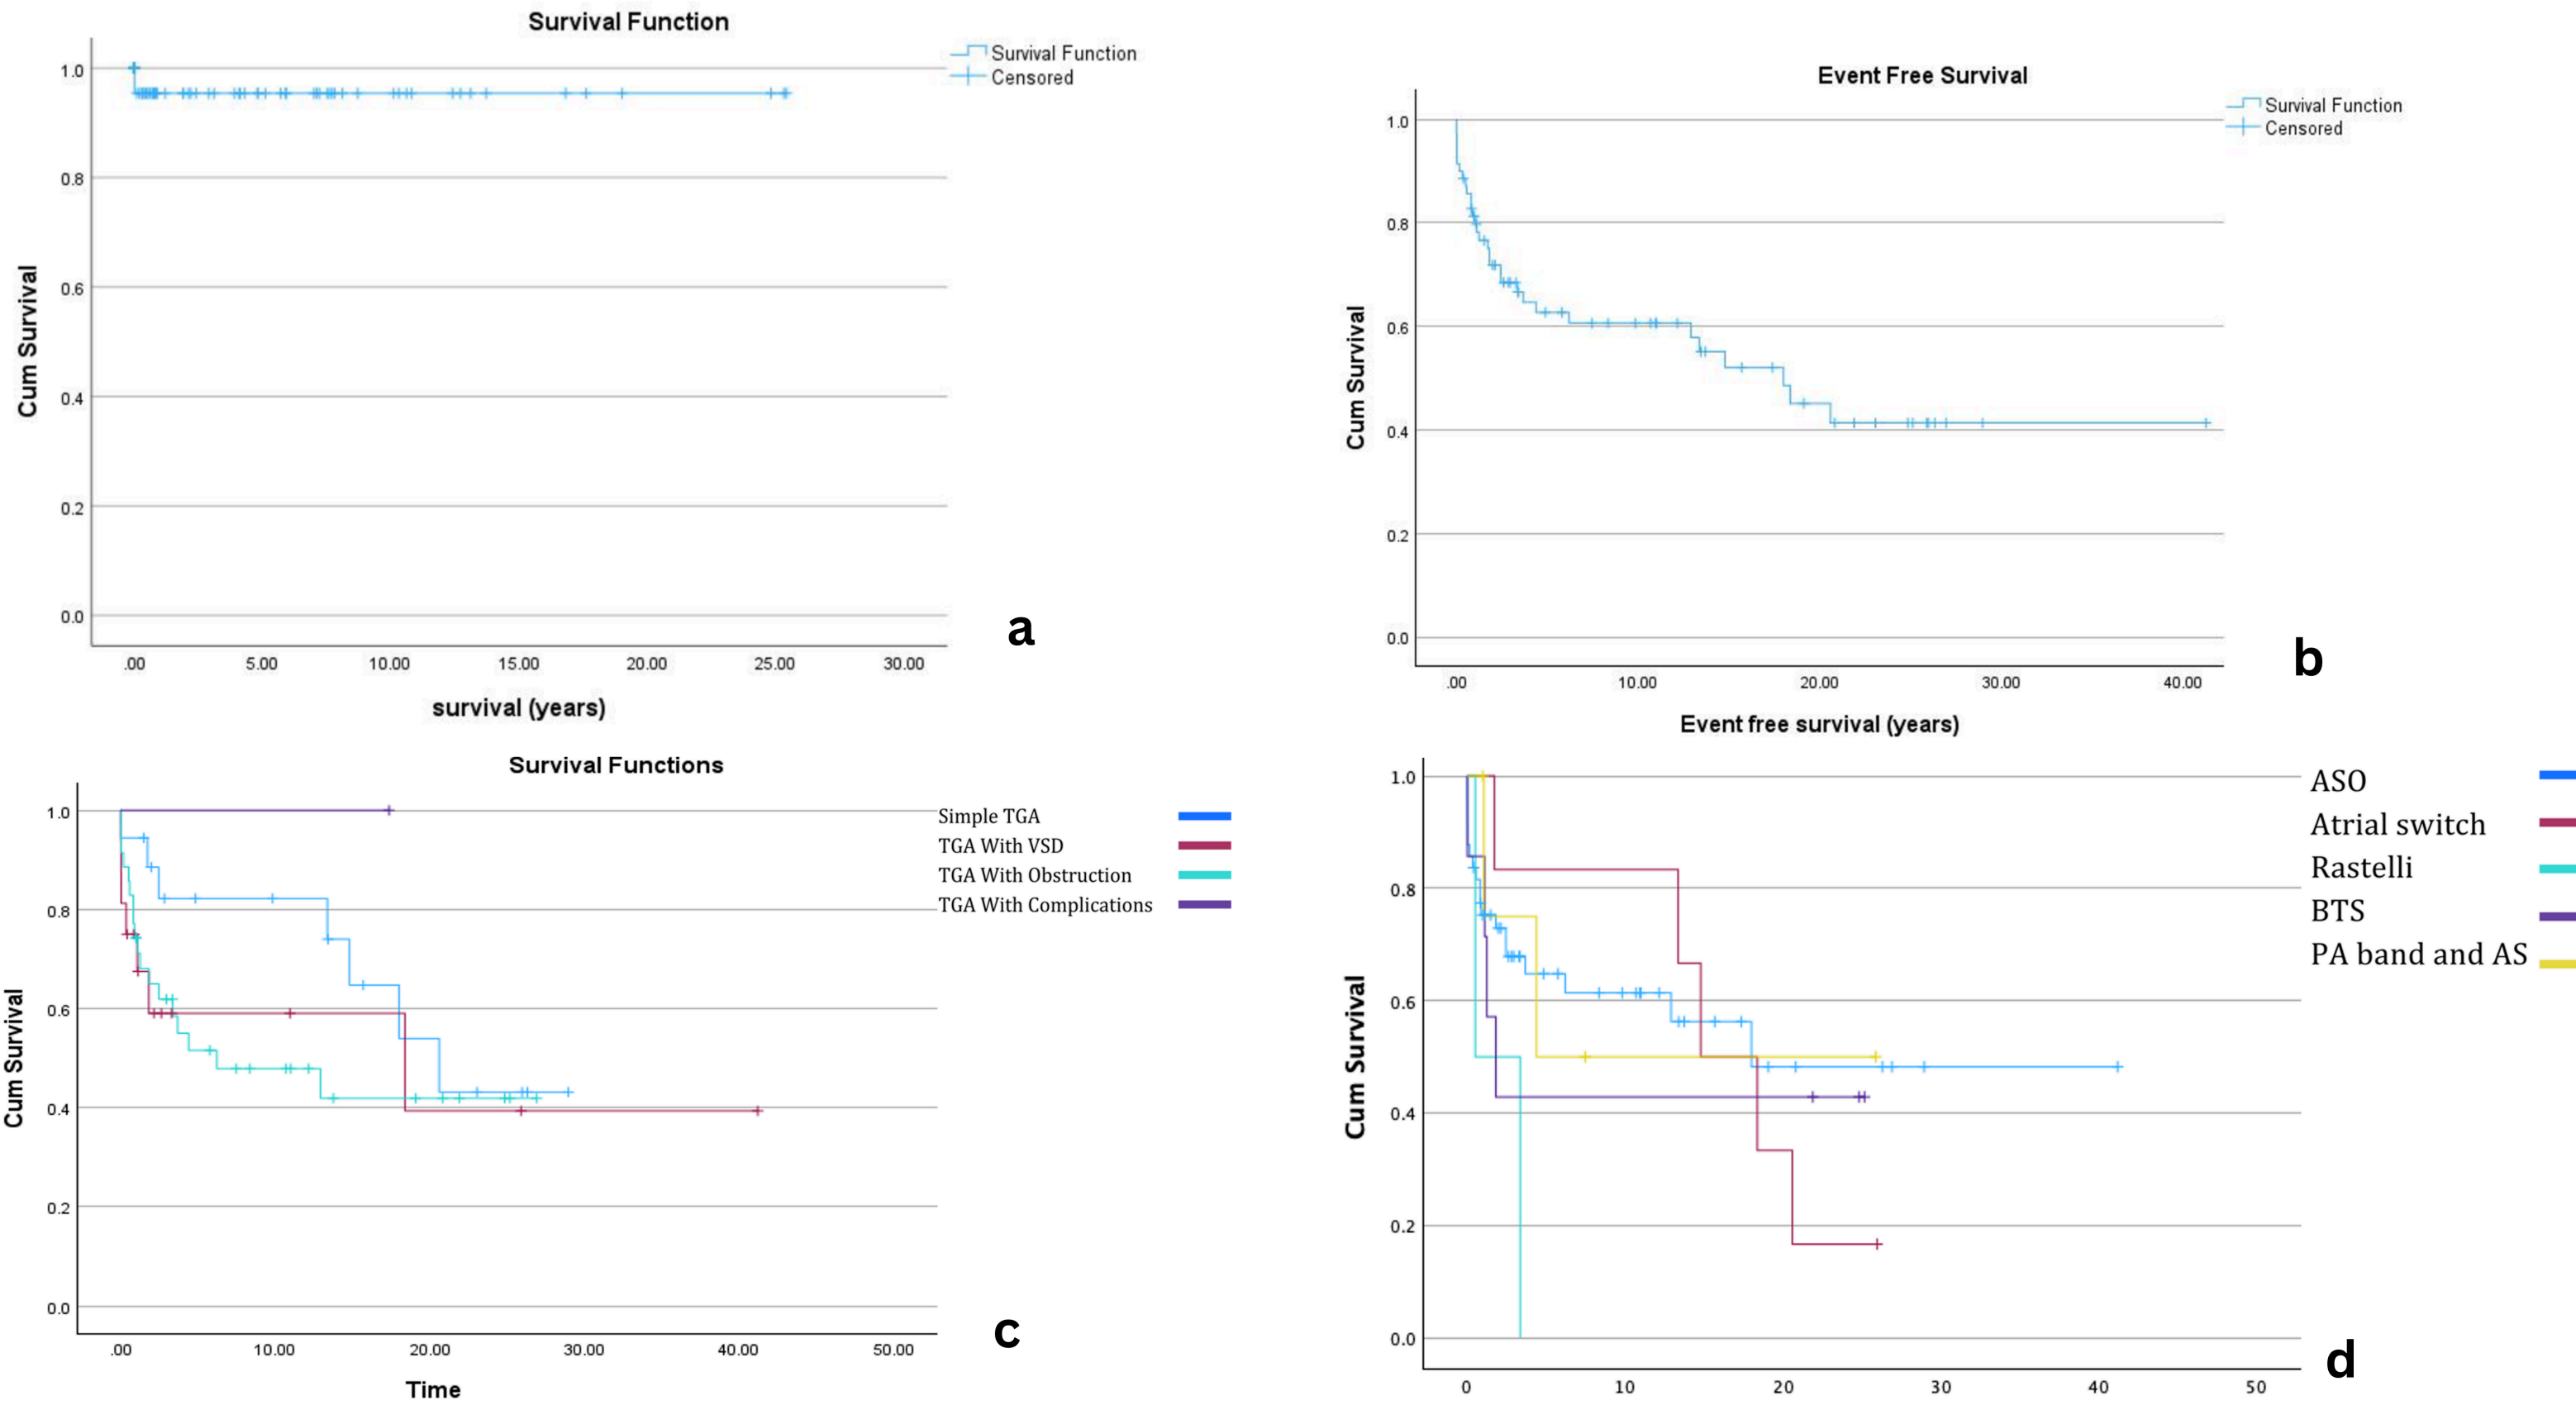 Survival Function
Survival Function
Censored
1.0
0.8
0.6
0.4
0.2
0.0
Cum Survival
.00 5.00 10.00 15.00 20.00 25.00 30.00
survival (years)
a
Event Free Survival
Survival Function
Censored
1.0
0.8
0.6
0.4
0.2
0.0
Cum Survival
.00 10.00 20.00 30.00 40.00
Event free survival (years)
b
Survival Functions
Simple TGA
TGA With VSD
TGA With Obstruction
TGA With Complications
1.0
0.8
0.6
0.4
0.2
0.0
Cum Survival
.00 10.00 20.00 30.00 40.00 50.00
Time
c
ASO
Atrial switch
Rastelli
BTS
PA band and AS
1.0
0.8
0.6
0.4
0.2
0.0
Cum Survival
0 10 20 30 40 50
d